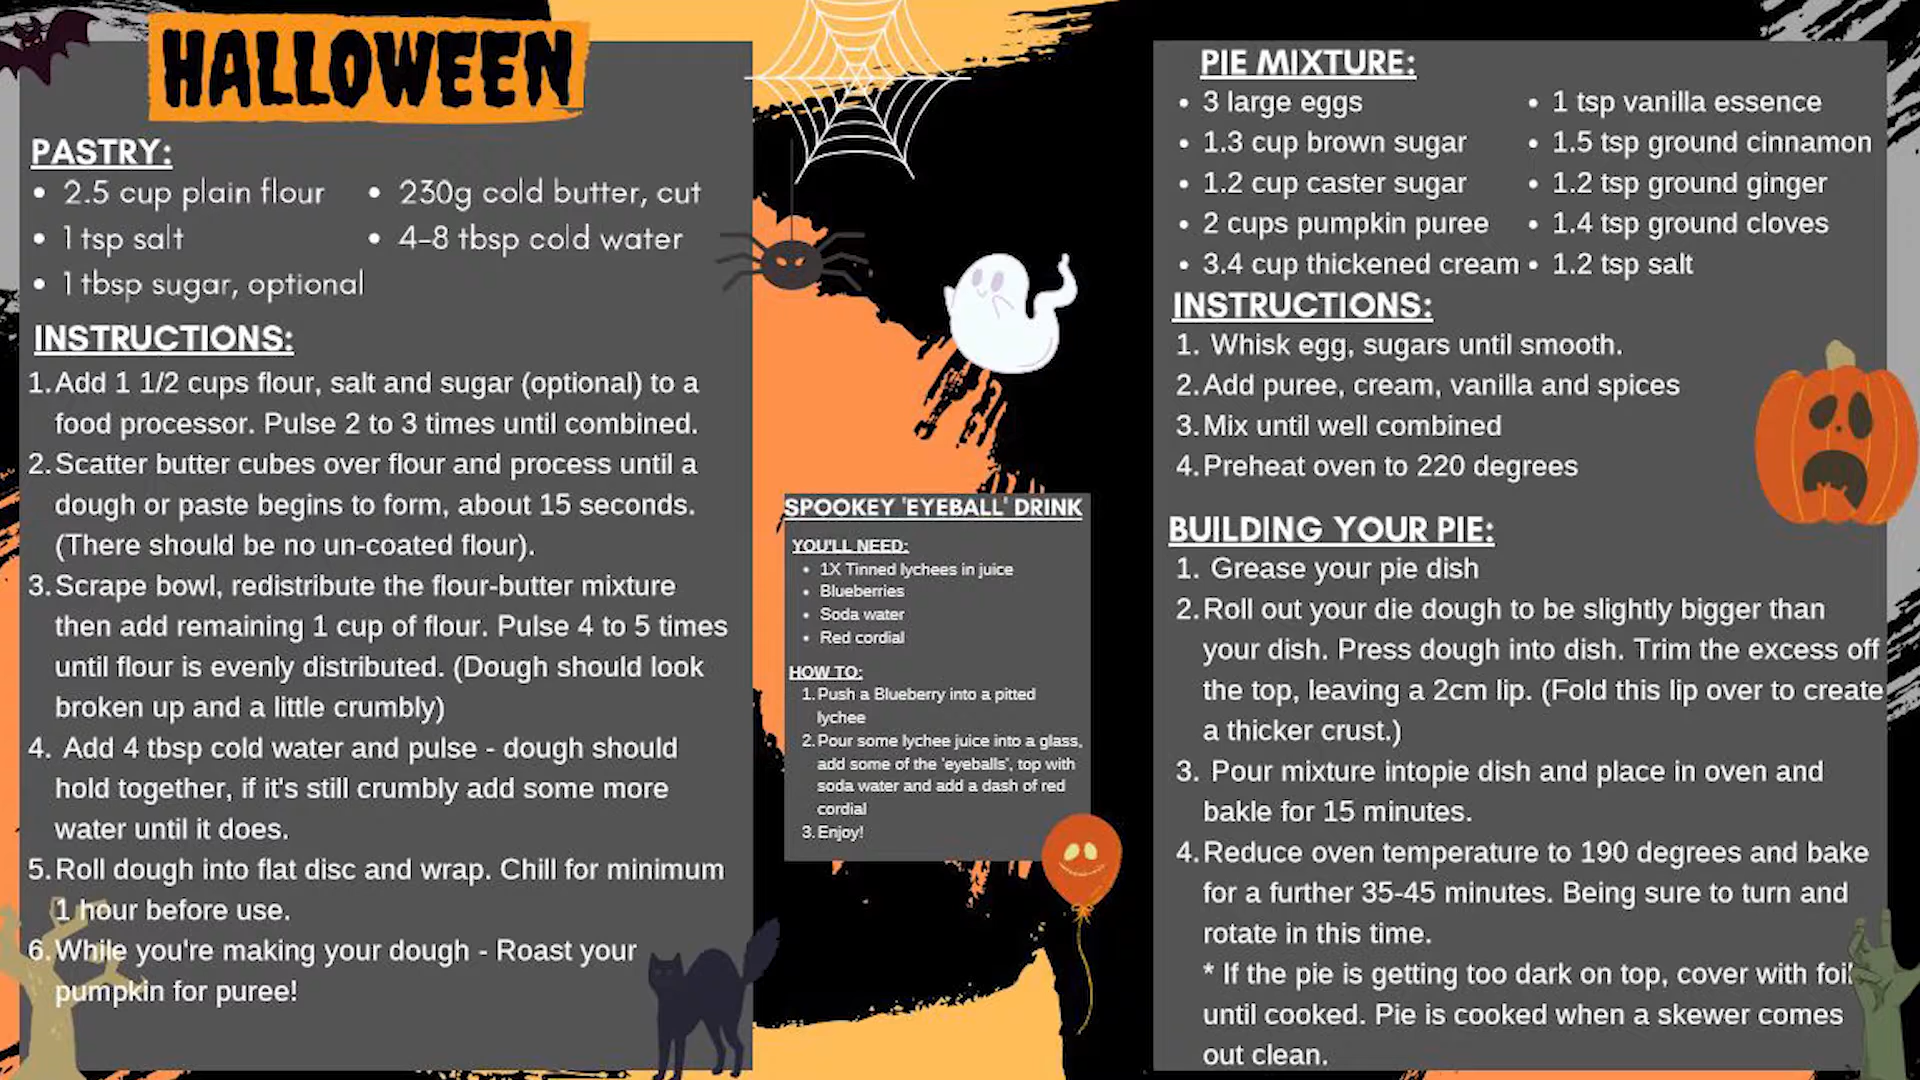 HALLOWEEN
PASTRY:
• 2.5 cup plain flour
• 1 tsp salt
• 1 tbsp sugar, optional
• 230g cold butter, cut
• 4-8 tbsp cold water
INSTRUCTIONS:
1. Add 1 1/2 cups flour, salt and sugar (optional) to a
food processor. Pulse 2 to 3 times until combined.
2. Scatter butter cubes over flour and process until a
dough or paste begins to form, about 15 seconds.
(There should be no un-coated flour).
3. Scrape bowl, redistribute the flour-butter mixture
then add remaining 1 cup of flour. Pulse 4 to 5 times
until flour is evenly distributed. (Dough should look
broken up and a little crumbly)
4. Add 4 tbsp cold water and pulse - dough should
hold together, if it's still crumbly add some more
water until it does.
5. Roll dough into flat disc and wrap. Chill for minimum
1 hour before use.
6. While you're making your dough - Roast your
pumpkin for puree!
SPOOKEY 'EYEBALL' DRINK
YOU'LL NEED:
• 1X Tinned lychees in juice
• Blueberries
• Soda water
• Red cordial
HOW TO:
1. Push a Blueberry into a pitted
lychee
2. Pour some lychee juice into a glass,
add some of the 'eyeballs', top with
soda water and add a dash of red
cordial
3. Enjoy!
PIE MIXTURE:
• 3 large eggs
• 1.3 cup brown sugar
• 1.2 cup caster sugar
• 2 cups pumpkin puree
• 3.4 cup thickened cream
• 1 tsp vanilla essence
• 1.5 tsp ground cinnamon
• 1.2 tsp ground ginger
• 1.4 tsp ground cloves
• 1.2 tsp salt
INSTRUCTIONS:
1. Whisk egg, sugars until smooth.
2. Add puree, cream, vanilla and spices
3. Mix until well combined
4. Preheat oven to 220 degrees
BUILDING YOUR PIE:
1. Grease your pie dish
2. Roll out your die dough to be slightly bigger than
your dish. Press dough into dish. Trim the excess off
the top, leaving a 2cm lip. (Fold this lip over to create
a thicker crust.)
3. Pour mixture intopie dish and place in oven and
bakle for 15 minutes.
4. Reduce oven temperature to 190 degrees and bake
for a further 35-45 minutes. Being sure to turn and
rotate in this time.
* If the pie is getting too dark on top, cover with foil
until cooked. Pie is cooked when a skewer comes
out clean.